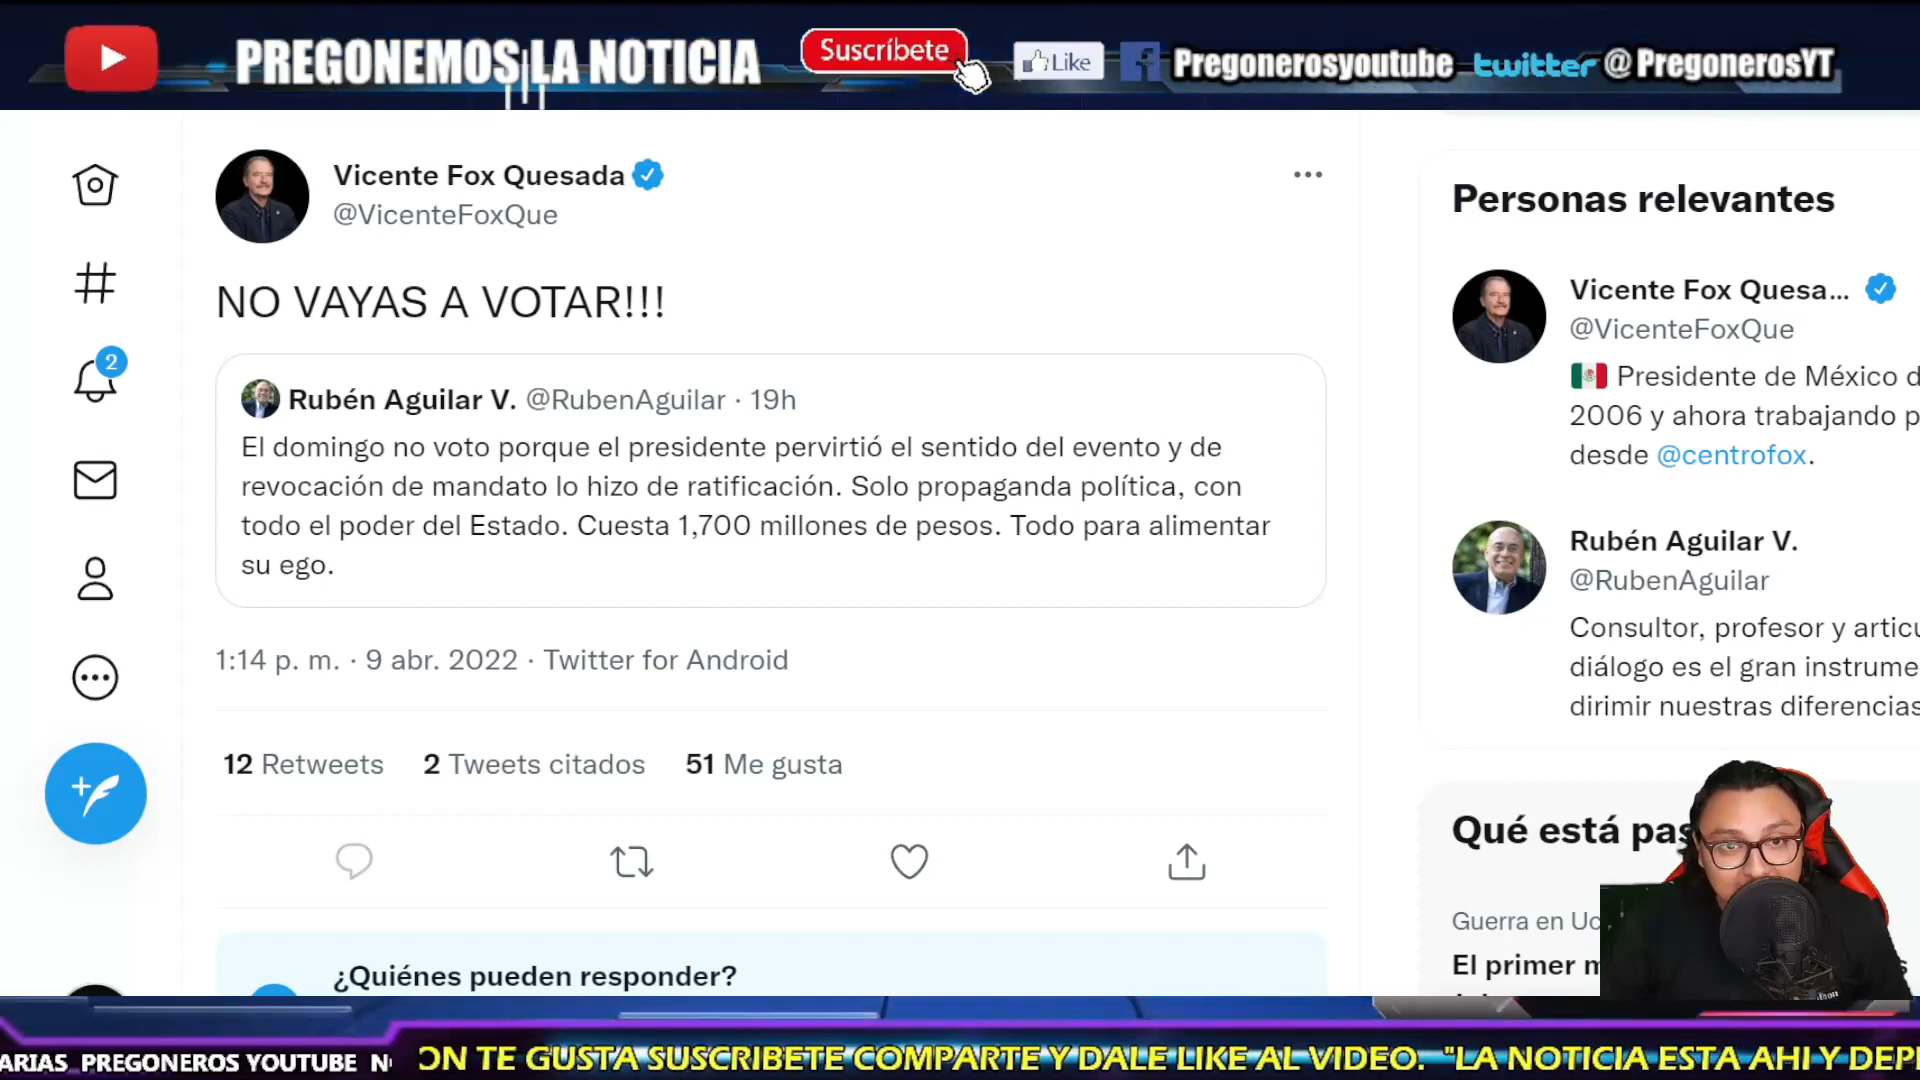 PREGONEMOS LA NOTICIA
Suscríbete
Like
Pregonerosyoutube
twitter @PregonerosYT
Vicente Fox Quesada
@VicenteFoxQue
NO VAYAS A VOTAR!!!
Rubén Aguilar V. @RubenAguilar · 19h
El domingo no voto porque el presidente pervirtió el sentido del evento y de
revocación de mandato lo hizo de ratificación. Solo propaganda política, con
todo el poder del Estado. Cuesta 1,700 millones de pesos. Todo para alimentar
su ego.
1:14 p. m. · 9 abr. 2022 · Twitter for Android
12 Retweets 2 Tweets citados 51 Me gusta
¿Quiénes pueden responder?
2
Personas relevantes
Vicente Fox Quesa...
@VicenteFoxQue
Presidente de México d
2006 y ahora trabajando p
desde @centrofox.
Rubén Aguilar V.
@RubenAguilar
Consultor, profesor y articu
diálogo es el gran instrume
dirimir nuestras diferencias
Qué está pas
Guerra en Uc
El primer m
ARIAS PREGONEROS YOUTUBE N
ON TE GUSTA SUSCRIBETE COMPARTE Y DALE LIKE AL VIDEO. "LA NOTICIA ESTA AHI Y DEP